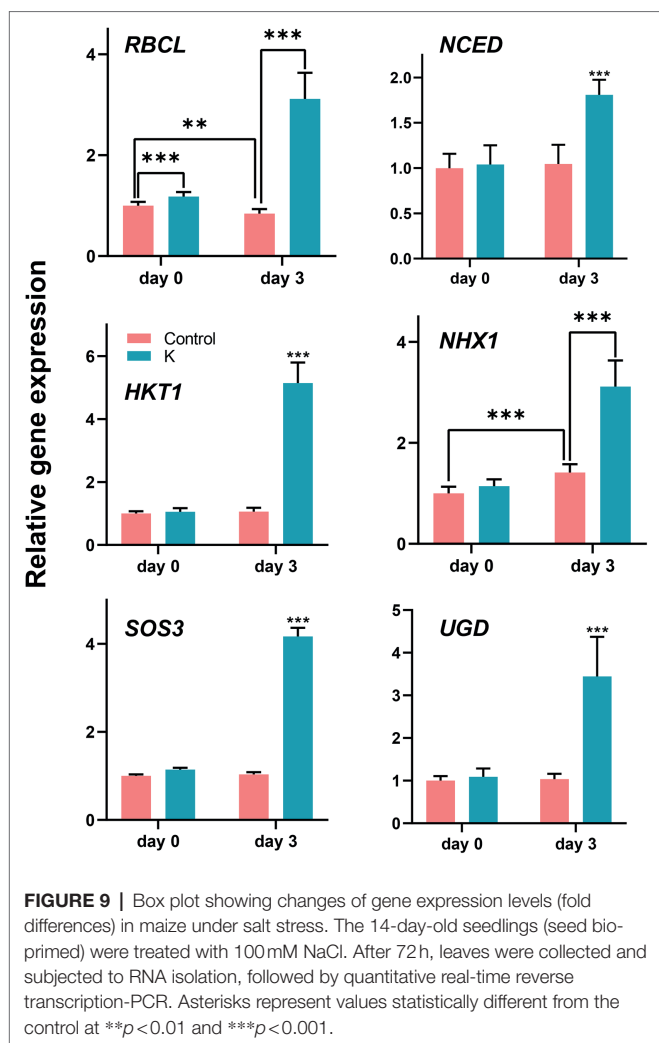 Relative gene expression
RBCL
4
2
0
***
**
***
day 0
day 3
NCED
2.0
1.5
1.0
0.5
0.0
***
day 0
day 3
Control
K
HKT1
6
4
2
0
***
day 0
day 3
NHX1
4
2
0
***
***
day 0
day 3
SOS3
4
2
0
***
day 0
day 3
UGD
5
4
3
2
1
0
***
day 0
day 3
FIGURE 9 | Box plot showing changes of gene expression levels (fold
differences) in maize under salt stress. The 14-day-old seedlings (seed bio-
primed) were treated with 100mM NaCl. After 72h, leaves were collected and
subjected to RNA isolation, followed by quantitative real-time reverse
transcription-PCR. Asterisks represent values statistically different from the
control at **p<0.01 and ***p<0.001.